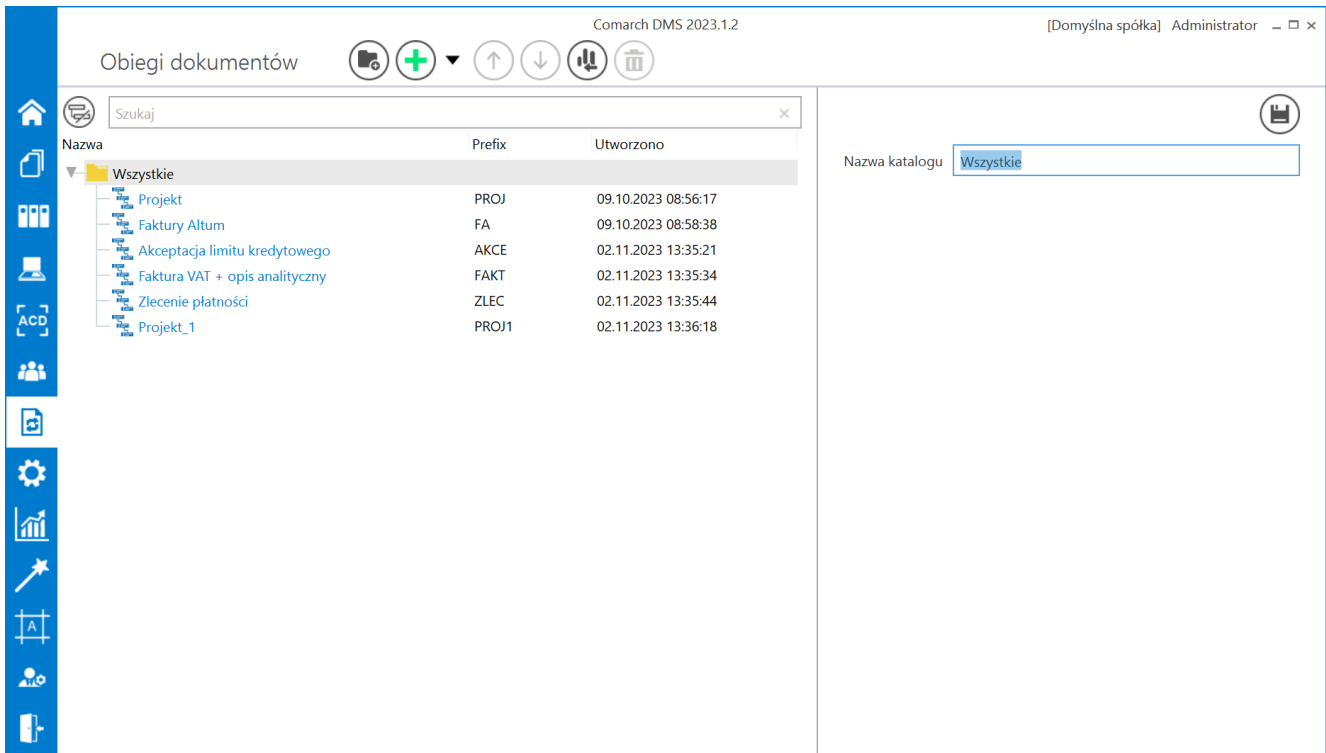 Comarch DMS 2023.1.2
[Domyślna spółka] Administrator
Obiegi dokumentów
Szukaj
Nazwa Prefix Utworzono
Wszystkie
Projekt PROJ 09.10.2023 08:56:17
Faktury Altum FA 09.10.2023 08:58:38
Akceptacja limitu kredytowego AKCE 02.11.2023 13:35:21
Faktura VAT + opis analityczny FAKT 02.11.2023 13:35:34
Zlecenie płatności ZLEC 02.11.2023 13:35:44
Projekt_1 PROJ1 02.11.2023 13:36:18
Nazwa katalogu Wszystkie
ACD
A